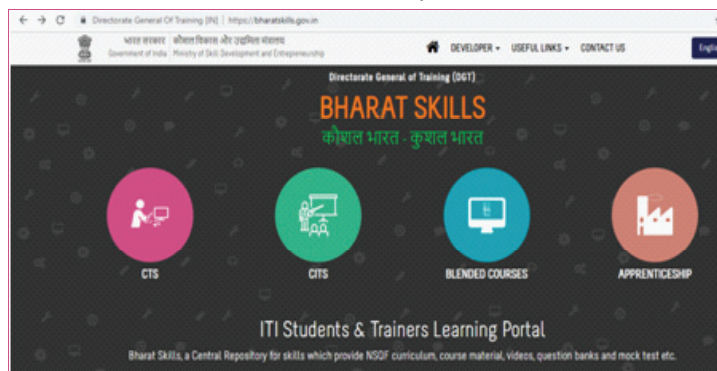 Directorate General Of Training [IN] | https://bharatskills.gov.in
भारत सरकार कौशल विकास और उद्यमिता मंत्रालय
Government of India Ministry of Skill Development and Entrepreneurship
DEVELOPER USEFUL LINKS CONTACT US
Englis
Directorate General of Training (DGT)
BHARAT SKILLS
कौशल भारत - कुशल भारत
CTS CITS BLENDED COURSES APPRENTICESHIP
ITI Students & Trainers Learning Portal
Bharat Skills, a Central Repository for skills which provide NSQF curriculum, course material, videos, question banks and mock test etc.